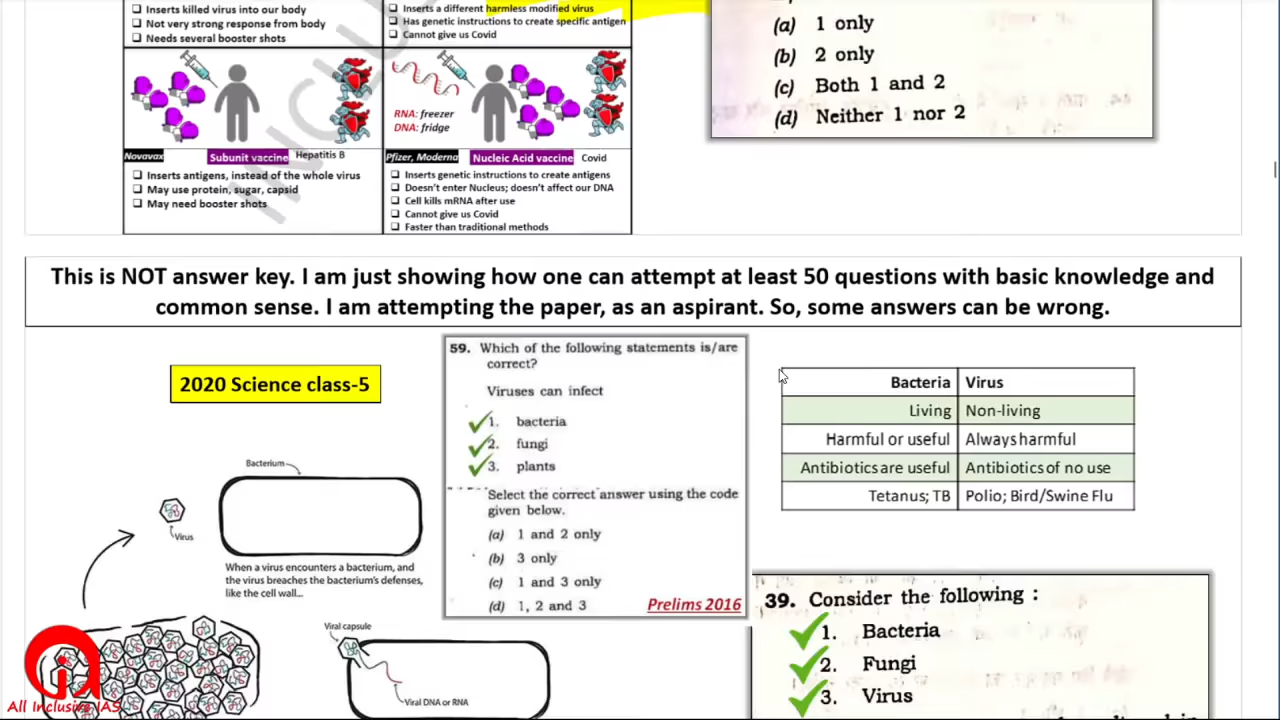 Inserts killed virus into our body
Not very strong response from body
Needs several booster shots
Inserts a different harmless modified virus
Has genetic instructions to create specific antigen
Cannot give us Covid
RNA: freezer
DNA: fridge
Novavax Subunit vaccine Hepatitis B
Inserts antigens, instead of the whole virus
May use protein, sugar, capsid
May need booster shots
Pfizer, Moderna Nucleic Acid vaccine Covid
Inserts genetic instructions to create antigens
Doesn't enter Nucleus; doesn't affect our DNA
Cell kills mRNA after use
Cannot give us Covid
Faster than traditional methods
(a) 1 only
(b) 2 only
(c) Both 1 and 2
(d) Neither 1 nor 2
This is NOT answer key. I am just showing how one can attempt at least 50 questions with basic knowledge and
common sense. I am attempting the paper, as an aspirant. So, some answers can be wrong.
2020 Science class-5
Bacterium
Virus
When a virus encounters a bacterium, and
the virus breaches the bacterium's defenses,
like the cell wall...
Viral capsule
Viral DNA or RNA
59. Which of the following statements is/are
correct?
Viruses can infect
1. bacteria
2. fungi
3. plants
Select the correct answer using the code
given below.
(a) 1 and 2 only
(b) 3 only
(c) 1 and 3 only
(d) 1, 2 and 3
Prelims 2016
Bacteria Virus
Living Non-living
Harmful or useful Always harmful
Antibiotics are useful Antibiotics of no use
Tetanus; TB Polio; Bird/Swine Flu
39. Consider the following :
1. Bacteria
2. Fungi
3. Virus
All Inclusive IAS